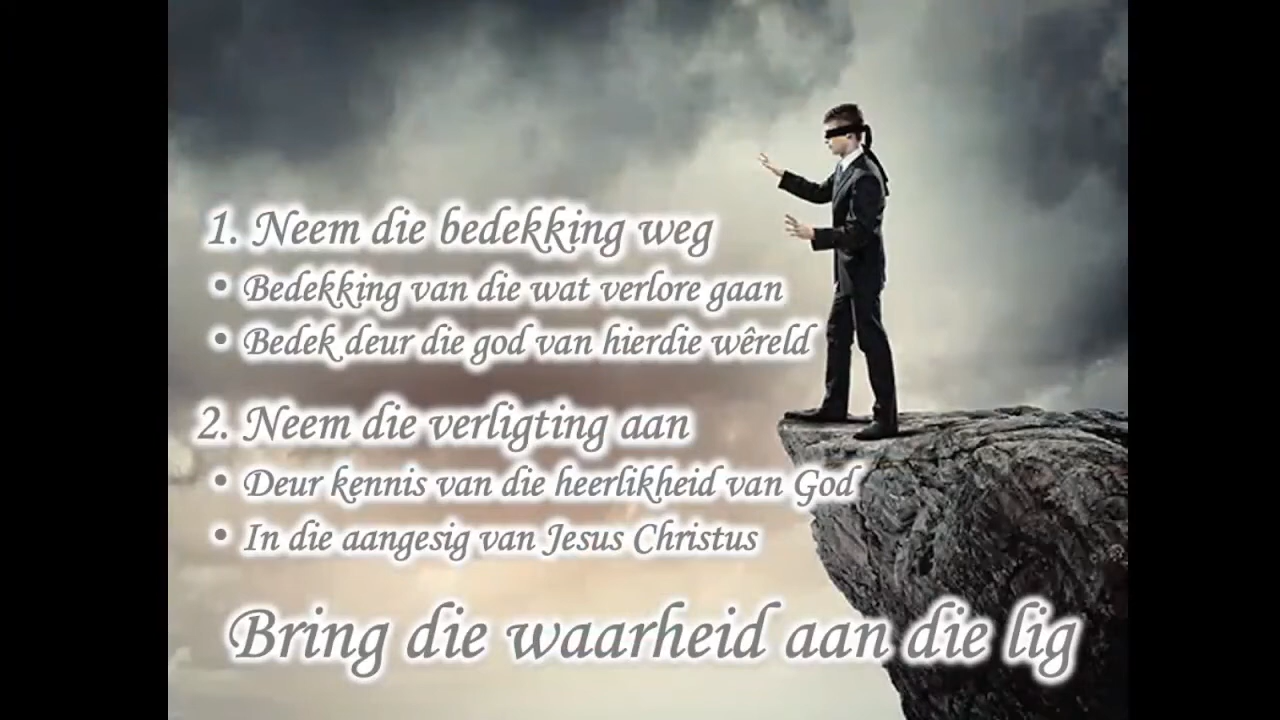 1. Neem die bedekking weg
• Bedekking van die wat verlore gaan
• Bedek deur die god van hierdie wêreld
2. Neem die verligting aan
• Deur kennis van die heerlikheid van God
• In die aangesig van Jesus Christus
Bring die waarheid aan die lig